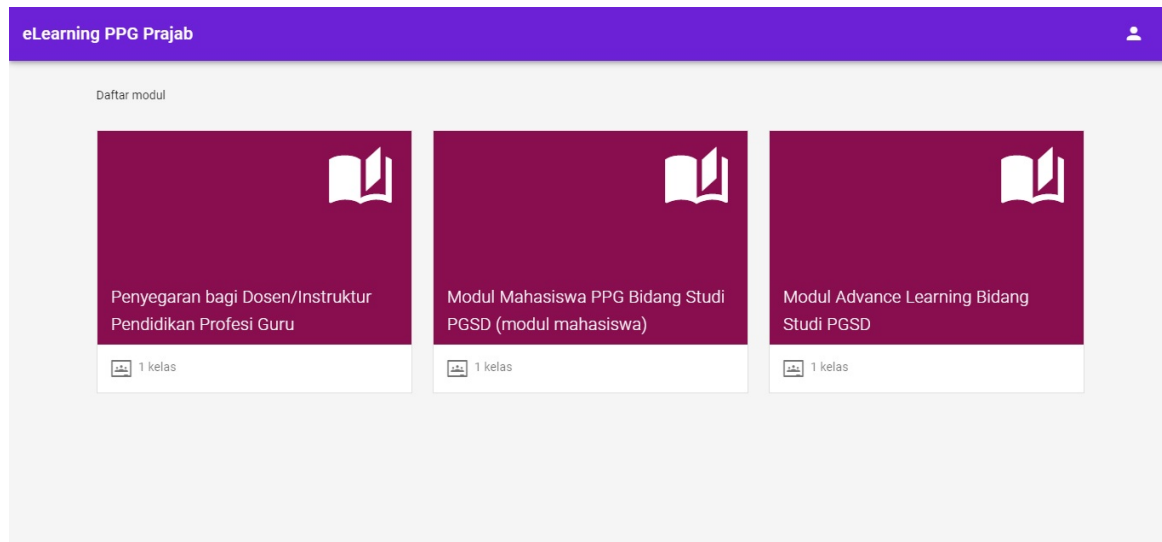 eLearning PPG Prajab
Daftar modul
Penyegaran bagi Dosen/Instruktur
Pendidikan Profesi Guru
1 kelas
Modul Mahasiswa PPG Bidang Studi
PGSD (modul mahasiswa)
1 kelas
Modul Advance Learning Bidang
Studi PGSD
1 kelas